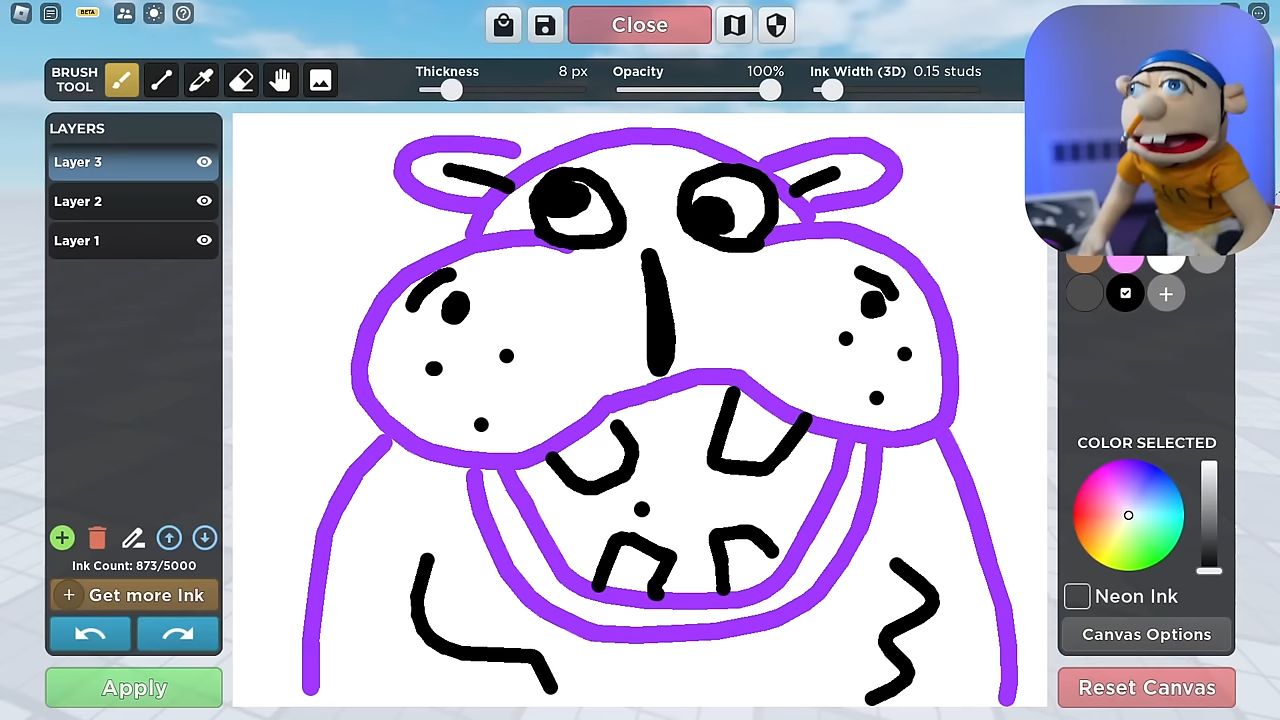 BETA
Close
BRUSH
TOOL
Thickness 8 px
Opacity 100%
Ink Width (3D) 0.15 studs
LAYERS
Layer 3
Layer 2
Layer 1
Ink Count: 873/5000
+ Get more Ink
Apply
COLOR SELECTED
Neon Ink
Canvas Options
Reset Canvas